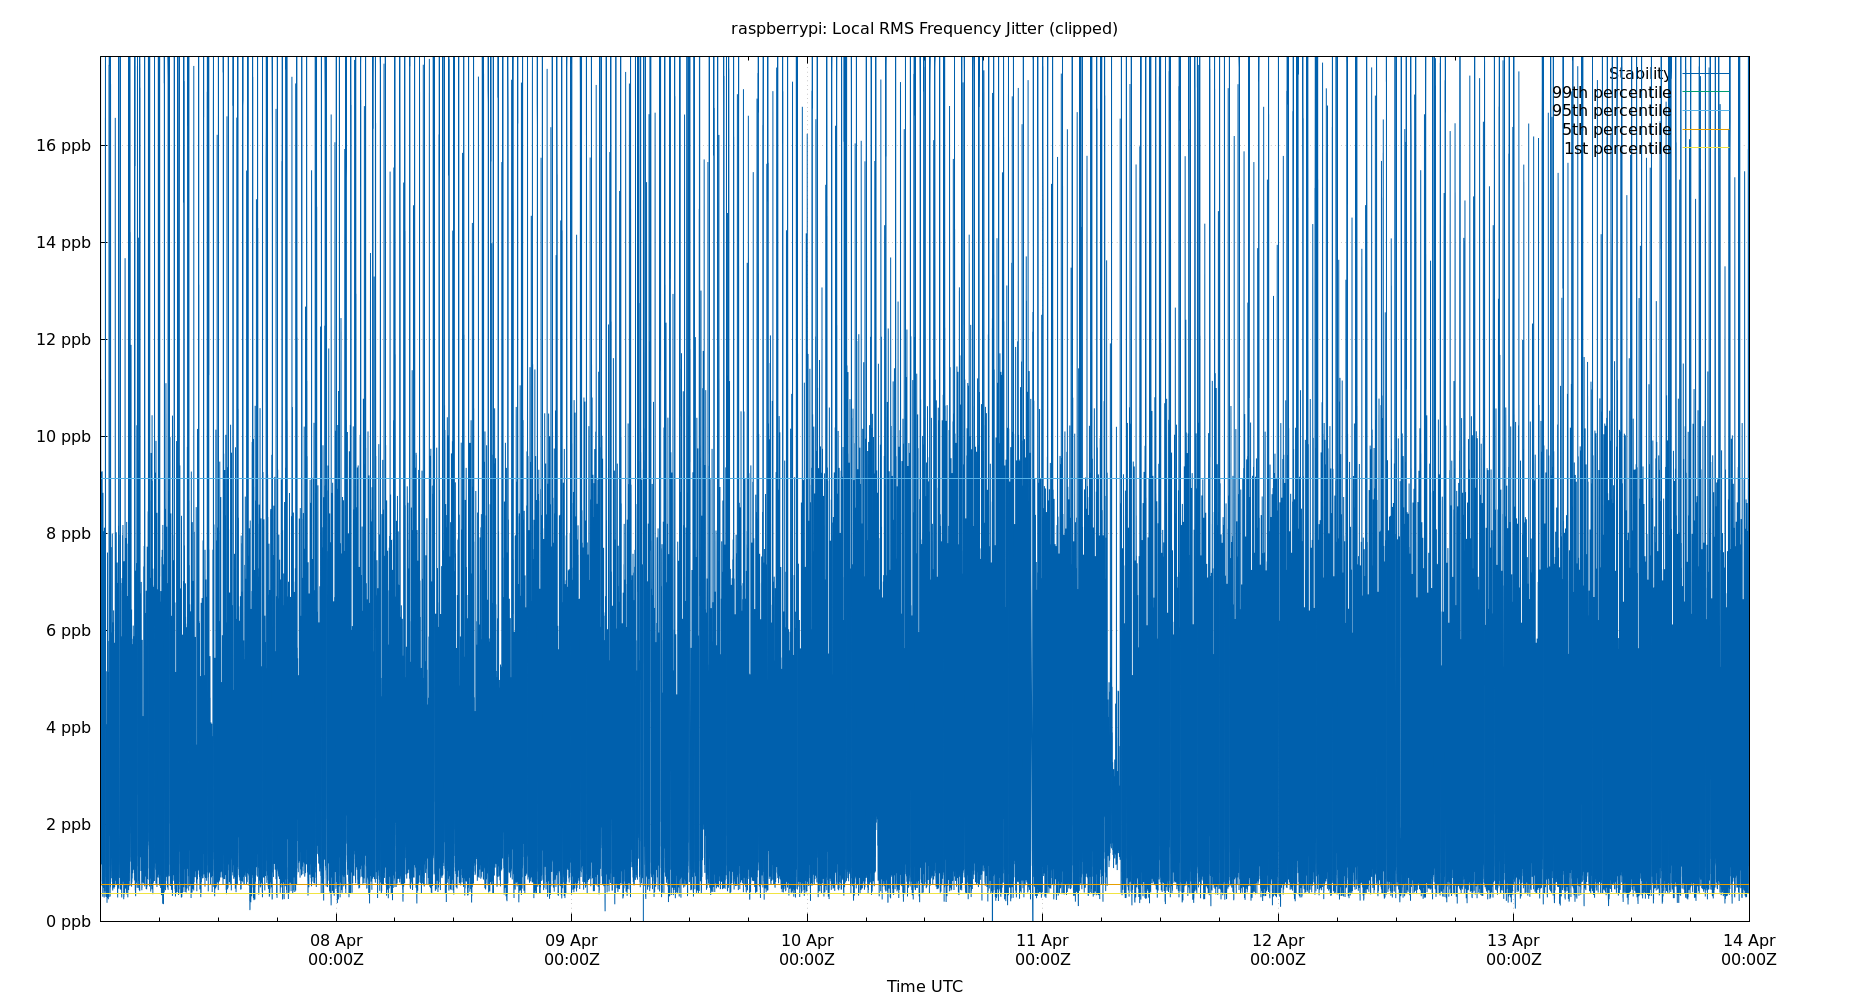 raspberrypi: Local RMS Frequency Jitter (clipped)
Stability
99th percentile
95th percentile
5th percentile
1st percentile
16 ppb
14 ppb
12 ppb
10 ppb
8 ppb
6 ppb
4 ppb
2 ppb
0 ppb
08 Apr 09 Apr 10 Apr 11 Apr 12 Apr 13 Apr 14 Apr
00:00Z 00:00Z 00:00Z 00:00Z 00:00Z 00:00Z 00:00Z
Time UTC